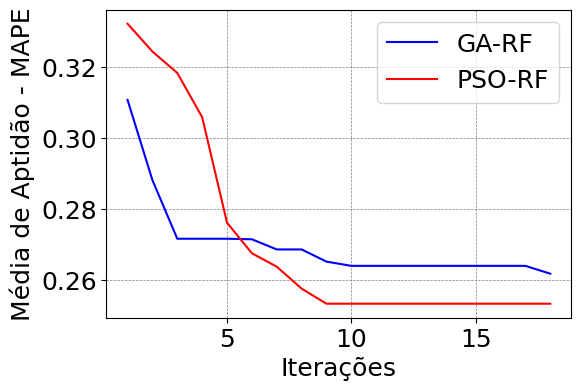 Média de Aptidão - MAPE
0.32
0.30
0.28
0.26
GA-RF
PSO-RF
5
10
15
Iterações